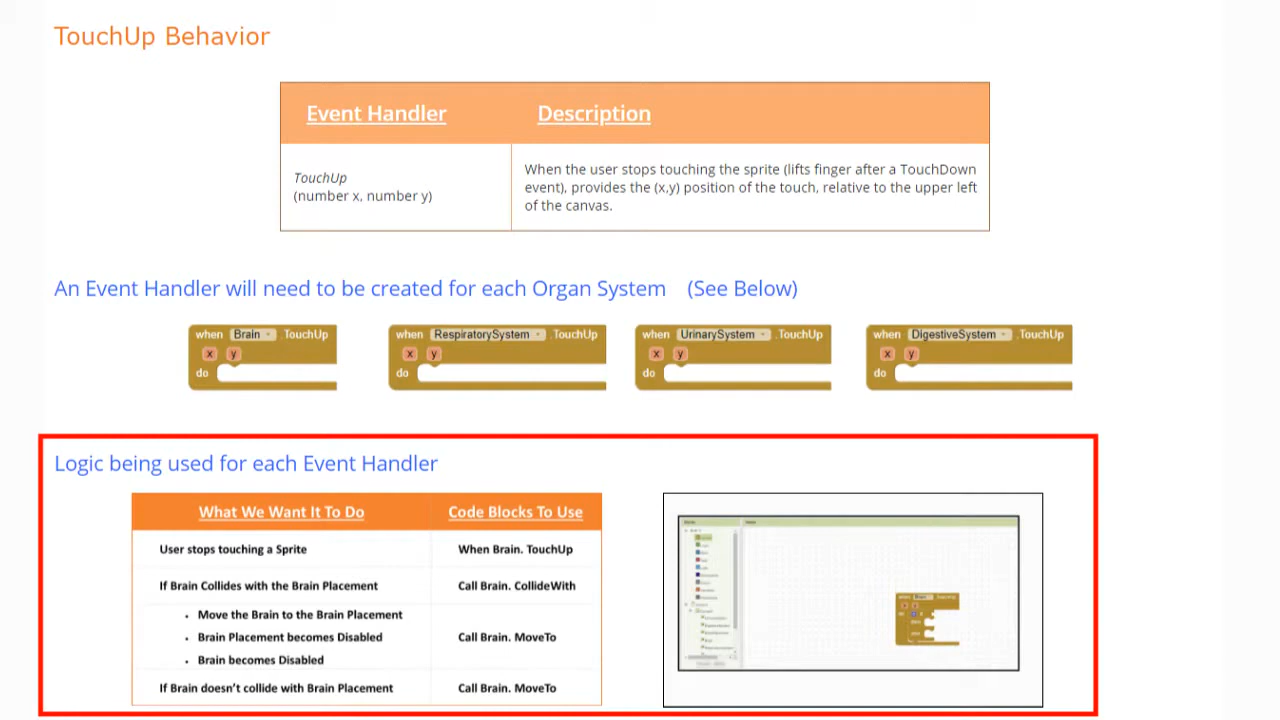 TouchUp Behavior
Event Handler
Description
TouchUp
(number x, number y)
When the user stops touching the sprite (lifts finger after a TouchDown
event), provides the (x,y) position of the touch, relative to the upper left
of the canvas.
An Event Handler will need to be created for each Organ System (See Below)
when Brain .TouchUp
x y
do
when RespiratorySystem .TouchUp
x y
do
when UrinarySystem .TouchUp
x y
do
when DigestiveSystem .TouchUp
x y
do
Logic being used for each Event Handler
What We Want It To Do
Code Blocks To Use
User stops touching a Sprite
When Brain. TouchUp
If Brain Collides with the Brain Placement
Call Brain. CollideWith
• Move the Brain to the Brain Placement
• Brain Placement becomes Disabled
• Brain becomes Disabled
Call Brain. MoveTo
If Brain doesn't collide with Brain Placement
Call Brain. MoveTo